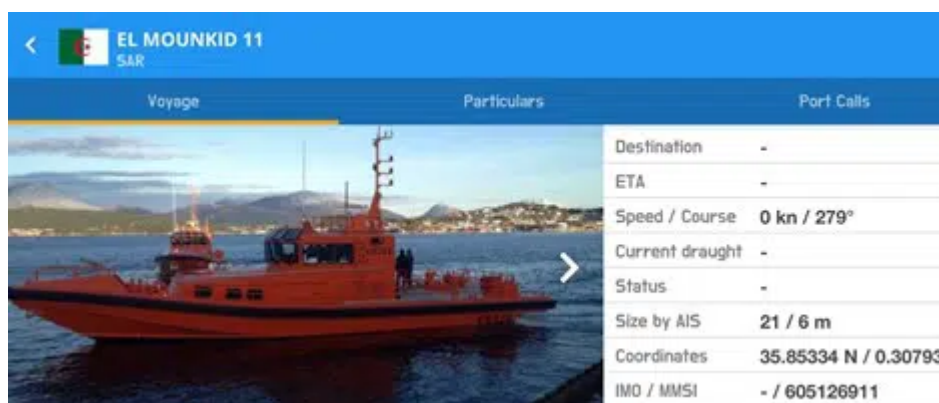 EL MOUNKID 11
SAR
Voyage Particulars Port Calls
Destination -
ETA -
Speed / Course 0 kn / 279°
Current draught -
Status -
Size by AIS 21 / 6 m
Coordinates 35.85334 N / 0.30793
IMO / MMSI - / 605126911